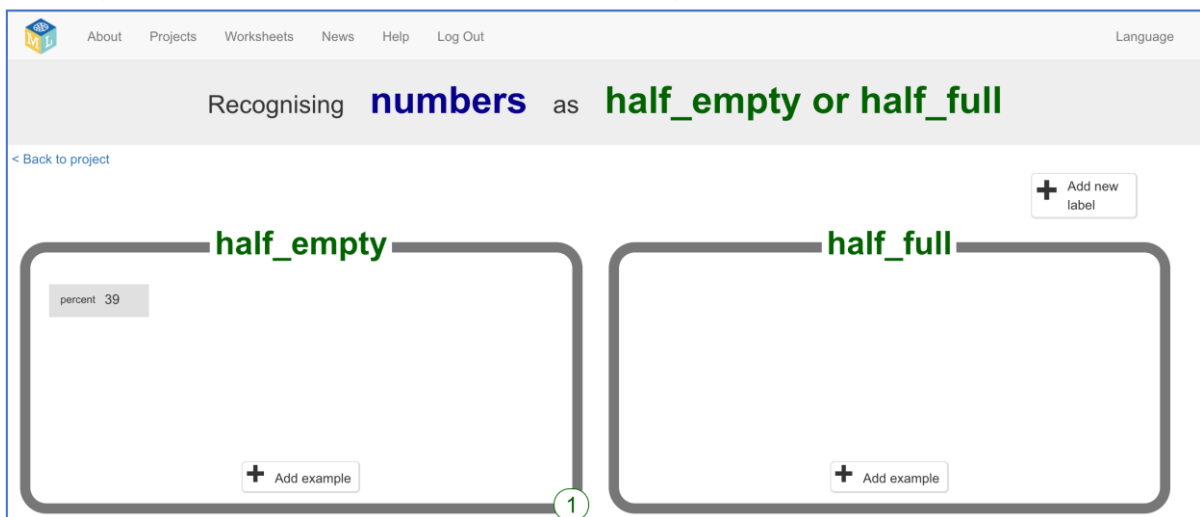 About Projects Worksheets News Help Log Out Language
Recognising numbers as half_empty or half_full
< Back to project
Add new
label
half_empty half_full
percent 39
Add example Add example
1